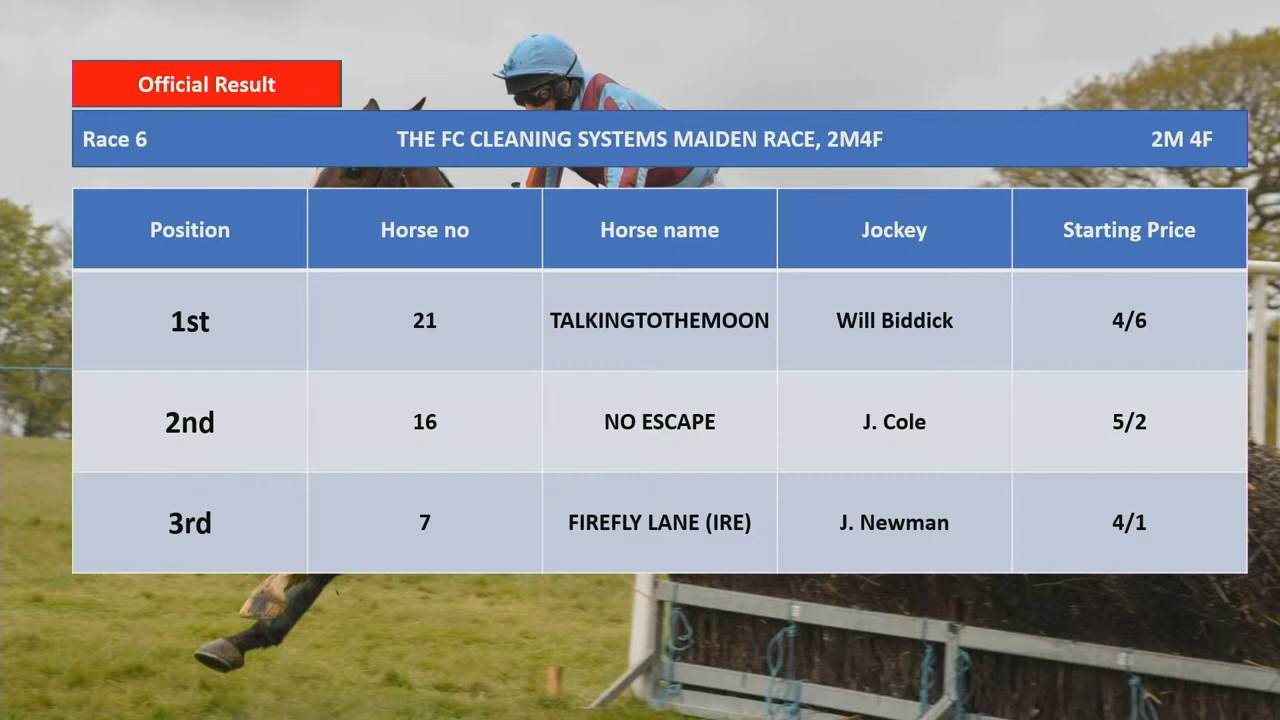 Official Result
Race 6 THE FC CLEANING SYSTEMS MAIDEN RACE, 2M4F 2M 4F
Position Horse no Horse name Jockey Starting Price
1st 21 TALKINGTOTHEMOON Will Biddick 4/6
2nd 16 NO ESCAPE J. Cole 5/2
3rd 7 FIREFLY LANE (IRE) J. Newman 4/1